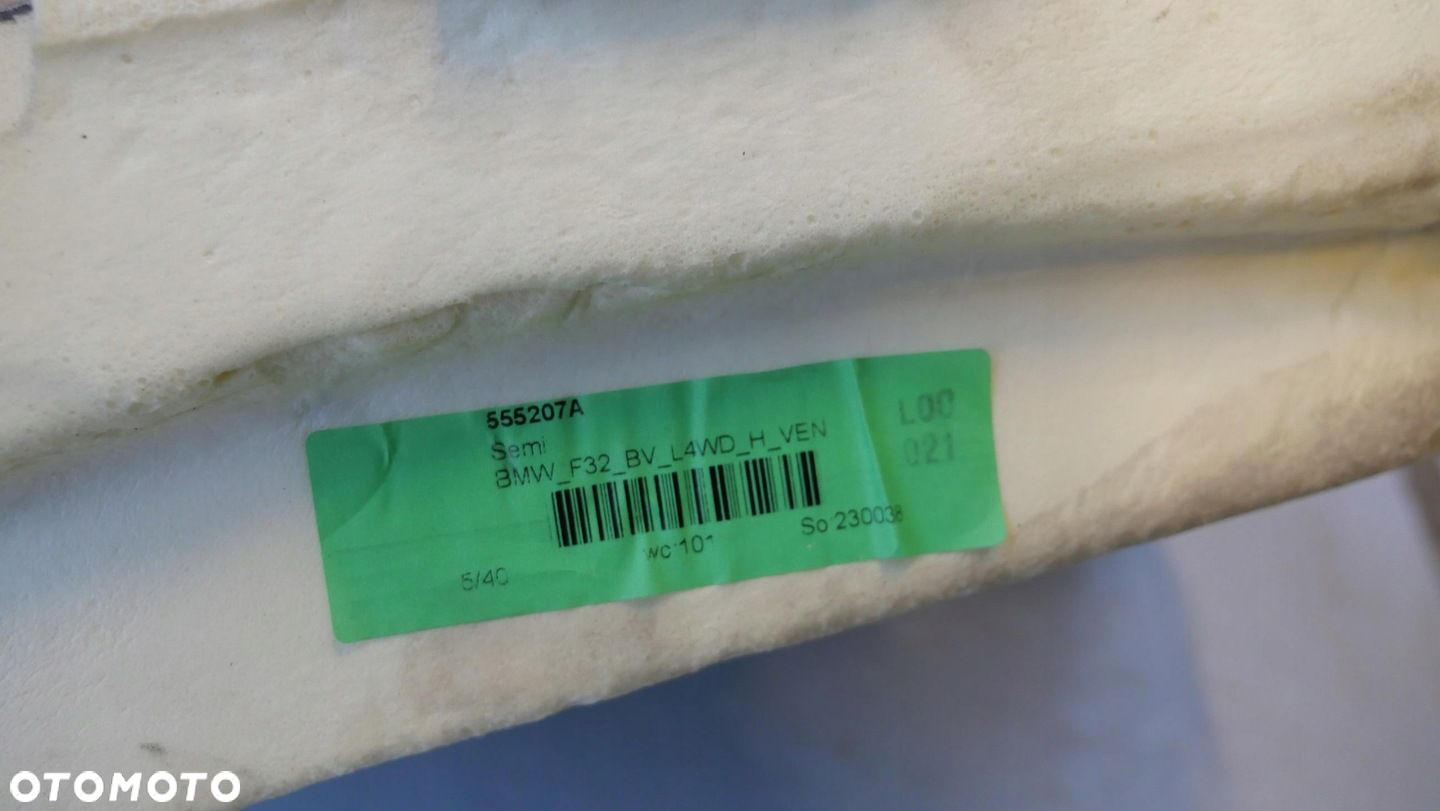 555207A
Semi
BMW_F32_BV_L4WD_H_VEN
L00
021
wc:101
So:230038
5/40
OTOMOTO